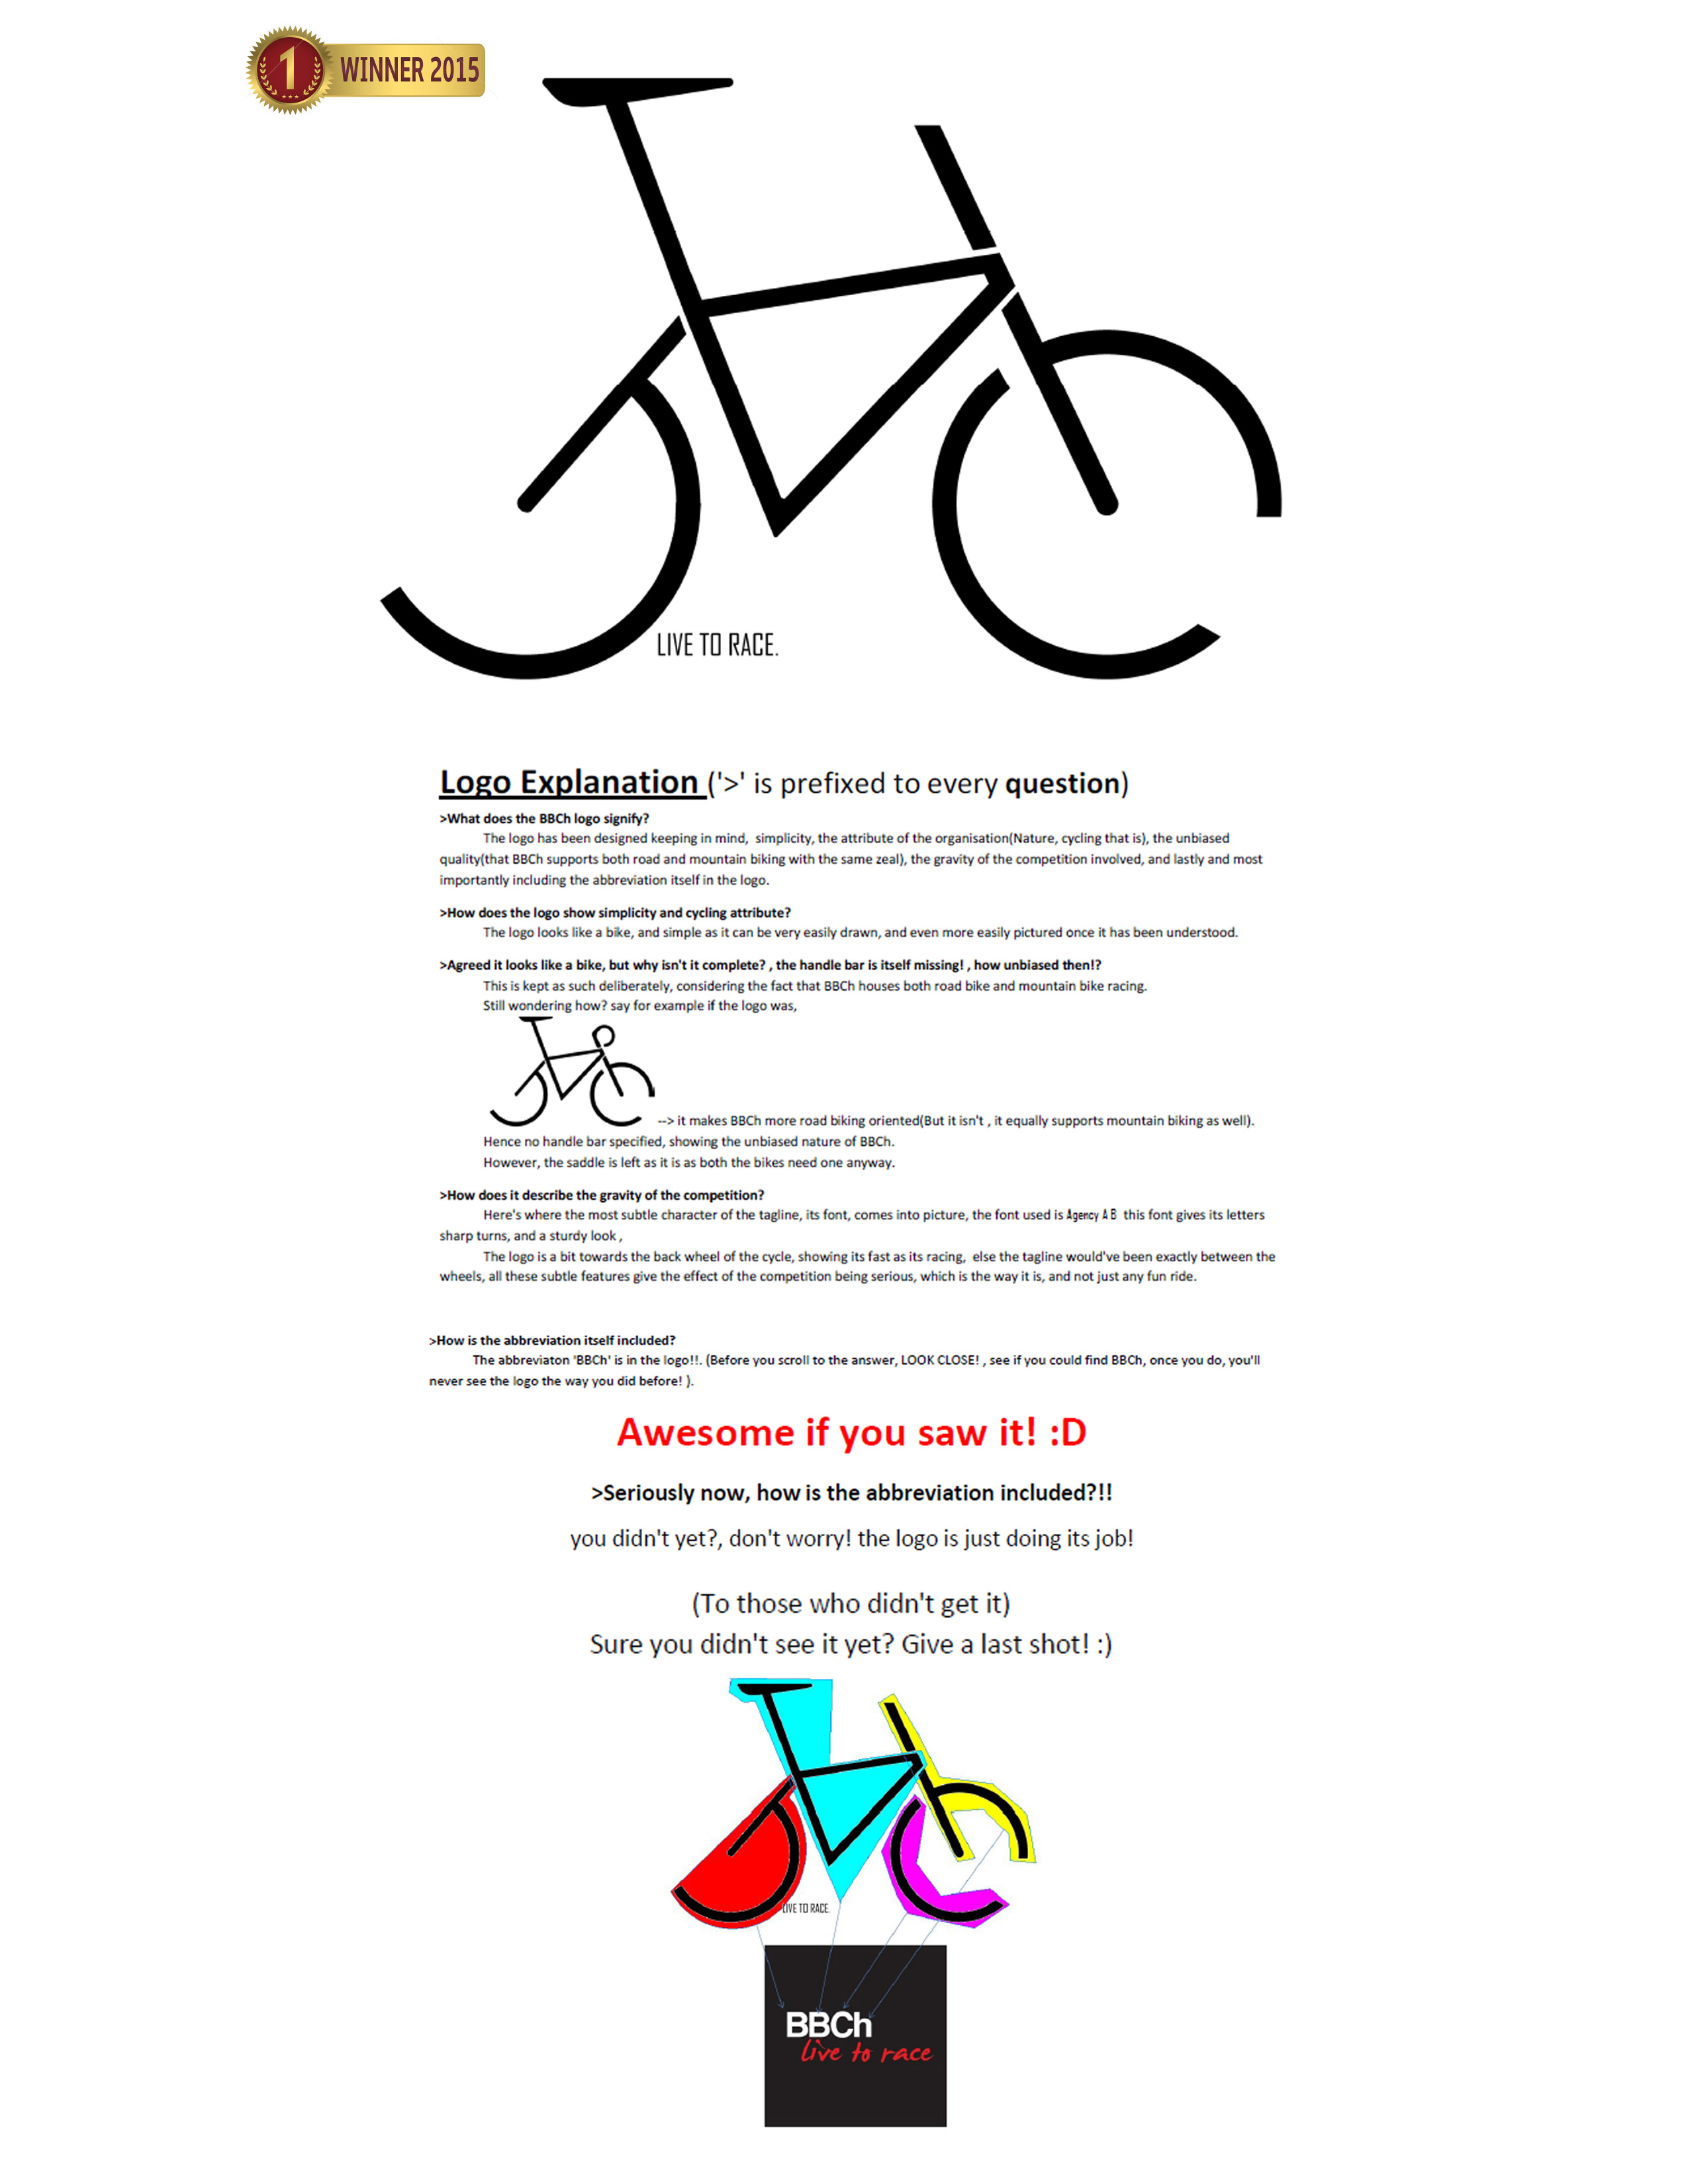 1 WINNER 2015
LIVE TO RACE.
Logo Explanation ('>' is prefixed to every question)
>What does the BBCh logo signify?
The logo has been designed keeping in mind,  simplicity, the attribute of the organisation(Nature, cycling that is), the unbiased
quality(that BBCh supports both road and mountain biking with the same zeal), the gravity of the competition involved, and lastly and most
importantly including the abbreviation itself in the logo.
>How does the logo show simplicity and cycling attribute?
The logo looks like a bike, and simple as it can be very easily drawn, and even more easily pictured once it has been understood.
>Agreed it looks like a bike, but why isn't it complete? , the handle bar is itself missing! , how unbiased then!?
This is kept as such deliberately, considering the fact that BBCh houses both road bike and mountain bike racing.
Still wondering how? say for example if the logo was,
--> it makes BBCh more road biking oriented(But it isn't , it equally supports mountain biking as well).
Hence no handle bar specified, showing the unbiased nature of BBCh.
However, the saddle is left as it is as both the bikes need one anyway.
>How does it describe the gravity of the competition?
Here's where the most subtle character of the tagline, its font, comes into picture, the font used is Agency A B  this font gives its letters
sharp turns, and a sturdy look ,
The logo is a bit towards the back wheel of the cycle, showing its fast as its racing,  else the tagline would've been exactly between the
wheels, all these subtle features give the effect of the competition being serious, which is the way it is, and not just any fun ride.
>How is the abbreviation itself included?
The abbreviaton 'BBCh' is in the logo!!. (Before you scroll to the answer, LOOK CLOSE! , see if you could find BBCh, once you do, you'll
never see the logo the way you did before! ).
Awesome if you saw it! :D
>Seriously now, how is the abbreviation included?!!
you didn't yet?, don't worry! the logo is just doing its job!
(To those who didn't get it)
Sure you didn't see it yet? Give a last shot! :)
LIVE TO RACE.
BBCh
live to race